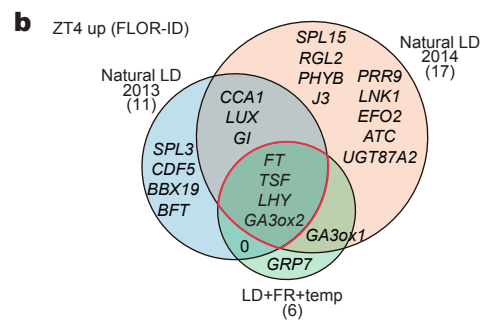 b ZT4 up (FLOR-ID)
Natural LD
2013
(11)
Natural LD
2014
(17)
SPL15
RGL2
PHYB
J3
PRR9
LNK1
EFO2
ATC
UGT87A2
CCA1
LUX
GI
SPL3
CDF5
BBX19
BFT
FT
TSF
LHY
GA3ox2
GA3ox1
0
GRP7
LD+FR+temp
(6)